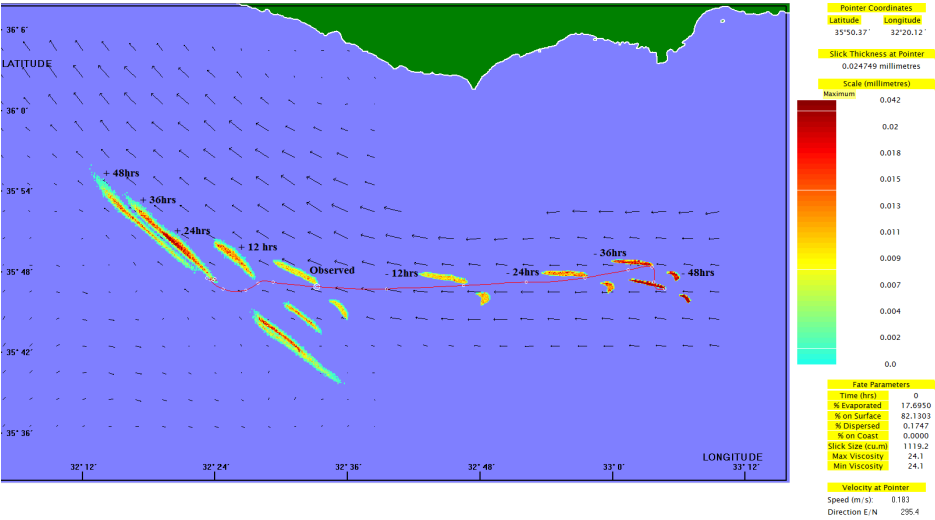 36° 6'
LATITUDE
36° 0'
35° 54'
35° 48'
35° 42'
35° 36'
+ 48hrs
+ 36hrs
+ 24hrs
+ 12 hrs
Observed
- 12hrs
- 24hrs
- 36hrs
- 48hrs
LONGITUDE
32° 12'
32° 24'
32° 36'
32° 48'
33° 0'
33° 12'
Pointer Coordinates
Latitude Longitude
35°50.37' 32°20.12'
Slick Thickness at Pointer
0.024749 millimetres
Scale (millimetres)
Maximum
0.042
0.02
0.018
0.015
0.013
0.011
0.009
0.007
0.004
0.002
0.0
Fate Parameters
Time (hrs) 0
% Evaporated 17.6950
% on Surface 82.1303
% Dispersed 0.1747
% on Coast 0.0000
Slick Size (cu.m) 1119.2
Max Viscosity 24.1
Min Viscosity 24.1
Velocity at Pointer
Speed (m/s): 0.183
Direction E/N 295.4